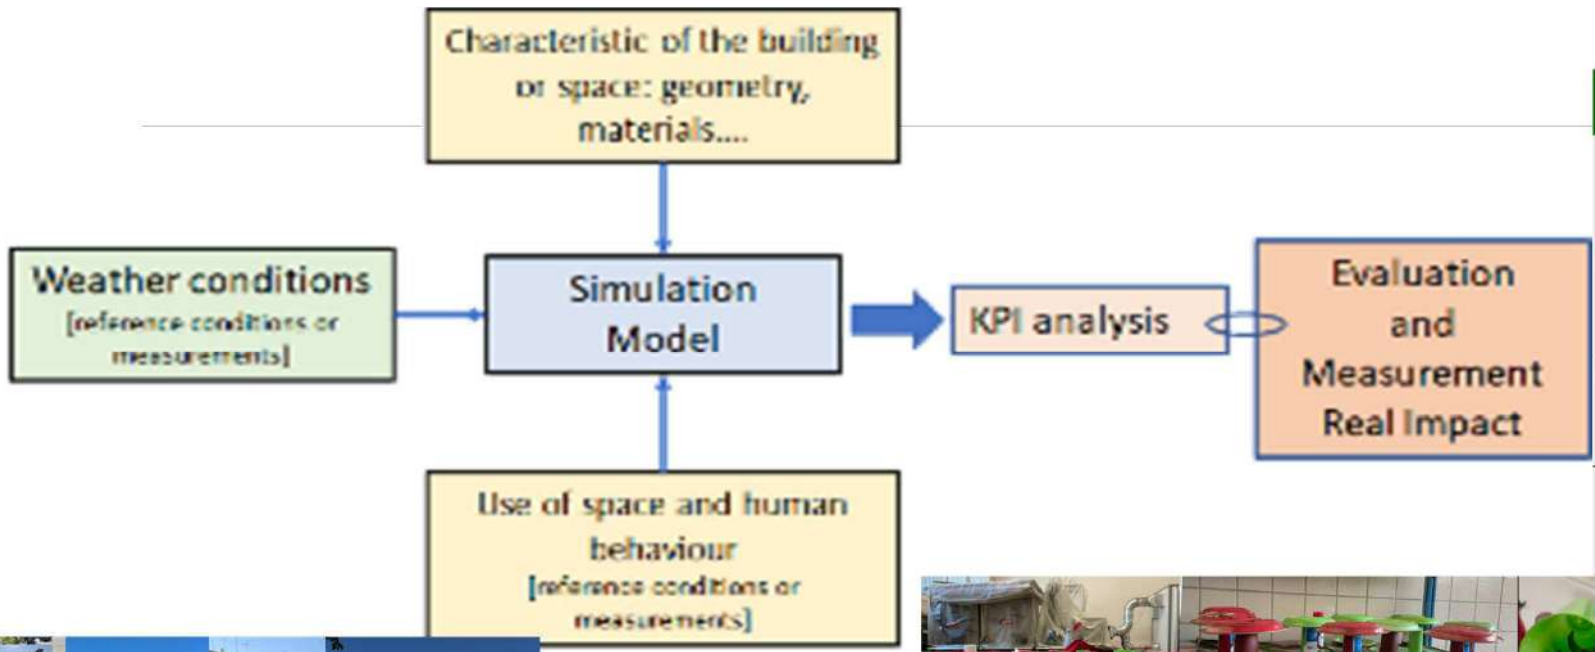 Characteristic of the building
or space: geometry,
materials....
Weather conditions
[reference conditions or
measurements]
Simulation
Model
KPI analysis
Evaluation
and
Measurement
Real Impact
Use of space and human
behaviour
[reference conditions or
measurements]